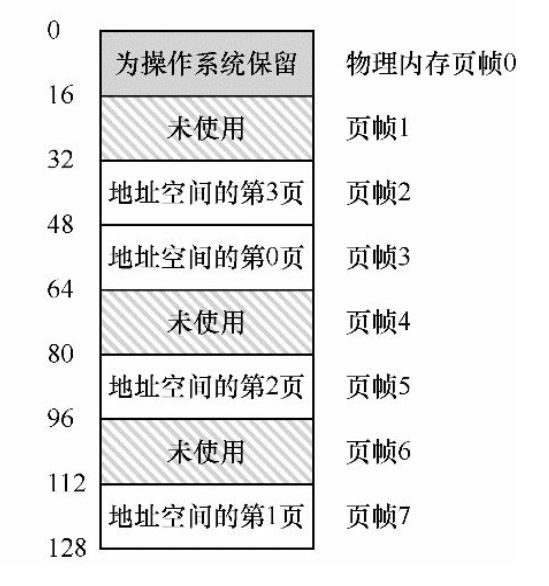 0
为操作系统保留 物理内存页帧0
16
未使用 页帧1
32
地址空间的第3页 页帧2
48
地址空间的第0页 页帧3
64
未使用 页帧4
80
地址空间的第2页 页帧5
96
未使用 页帧6
112
地址空间的第1页 页帧7
128